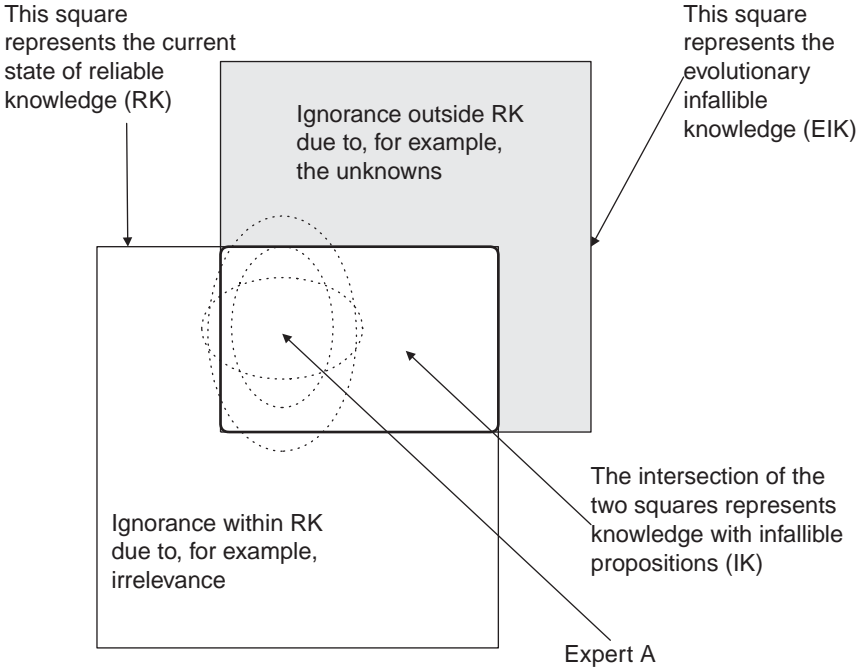 This square
represents the current
state of reliable
knowledge (RK)
This square
represents the
evolutionary
infallible
knowledge (EIK)
Ignorance outside RK
due to, for example,
the unknowns
The intersection of the
two squares represents
knowledge with infallible
propositions (IK)
Ignorance within RK
due to, for example,
irrelevance
Expert A